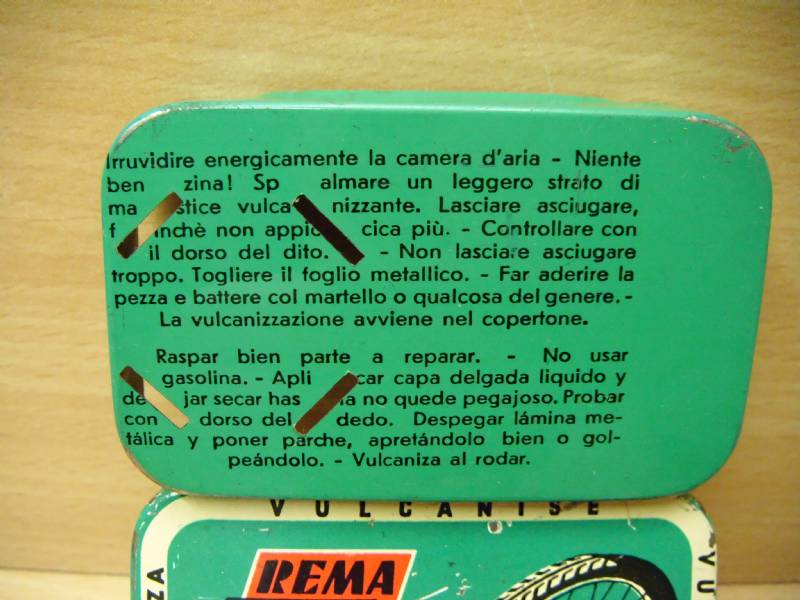 Irruvidire energicamente la camera d'aria - Niente
ben zina! Sp almare un leggero strato di
ma stice vulca nizzante. Lasciare asciugare,
f inchè non appic cica più. - Controllare con
il dorso del dito. - Non lasciare asciugare
troppo. Togliere il foglio metallico. - Far aderire la
pezza e battere col martello o qualcosa del genere. -
La vulcanizzazione avviene nel copertone.
Raspar bien parte a reparar. - No usar
gasolina. - Apli car capa delgada liquido y
de jar secar has ta no quede pegajoso. Probar
con dorso del dedo. Despegar lámina me-
tálica y poner parche, apretándolo bien o gol-
peándolo. - Vulcaniza al rodar.
VULCANISE
REMA
ZA
VU